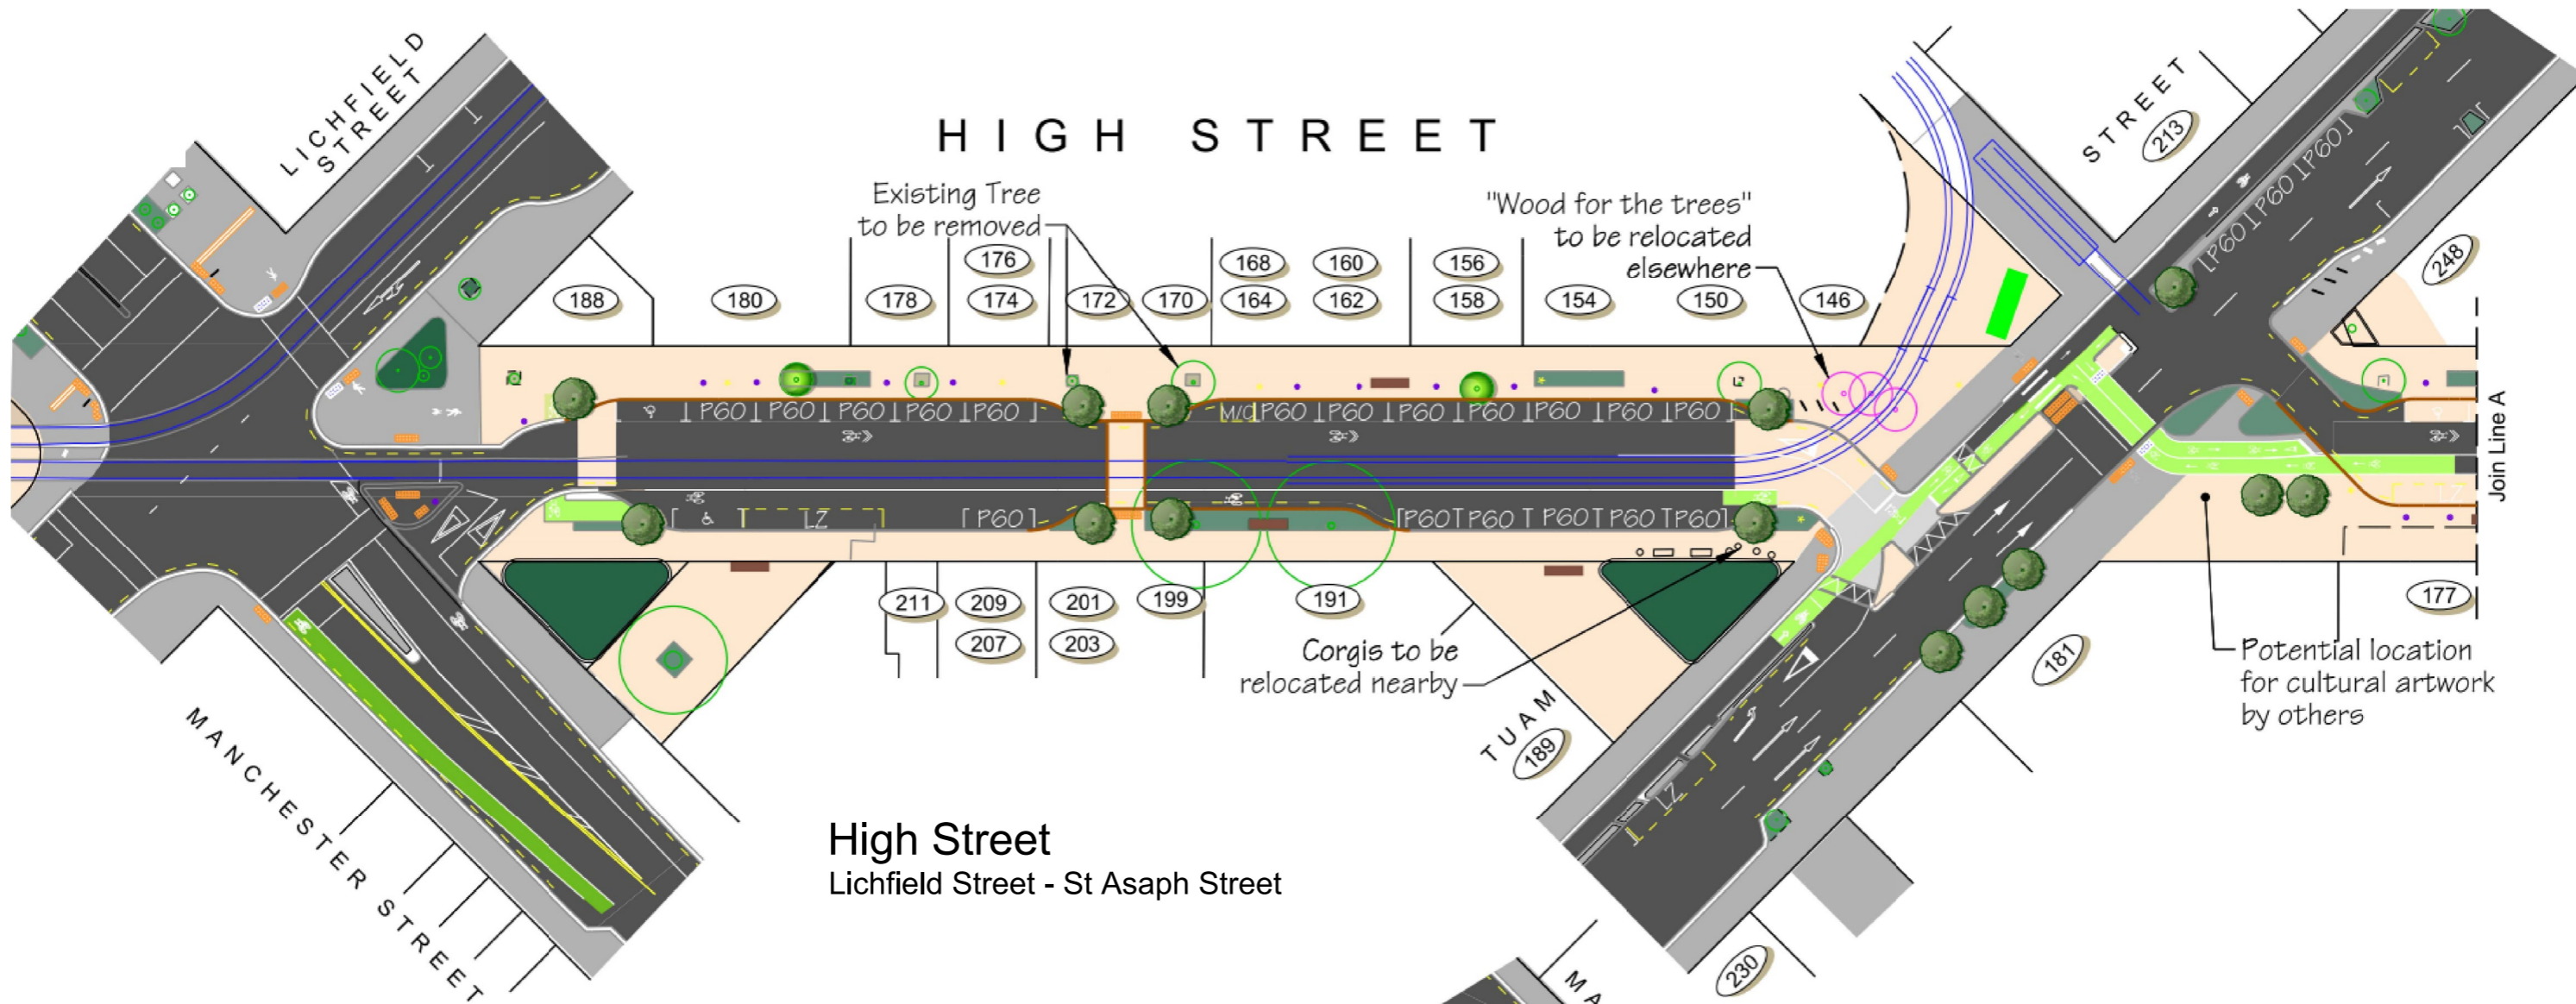 LICHFIELD
STREET
HIGH STREET
Existing Tree
to be removed
"Wood for the trees"
to be relocated
elsewhere
STREET
213
248
188
180
178
176
174
172
170
168
164
160
162
156
158
154
150
146
P60 P60 P60 P60 P60
M/C P60 P60 P60 P60 P60 P60 P60
P60 P60 P60
LZ
P60
P60 P60 P60 P60 P60
LZ
Join Line A
211
209
207
201
203
199
191
177
181
189
230
Corgis to be
relocated nearby
TUAM
Potential location
for cultural artwork
by others
LZ
MANCHESTER STREET
High Street
Lichfield Street - St Asaph Street
MA